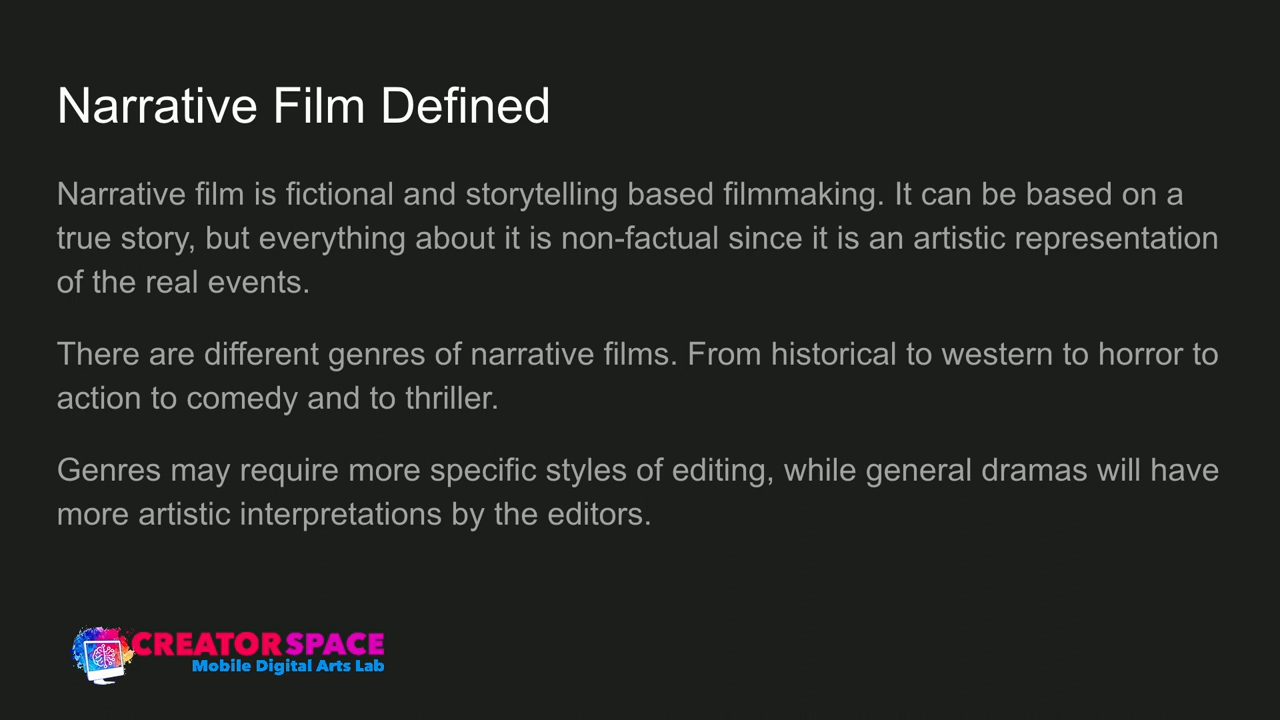 Narrative Film Defined
Narrative film is fictional and storytelling based filmmaking. It can be based on a
true story, but everything about it is non-factual since it is an artistic representation
of the real events.
There are different genres of narrative films. From historical to western to horror to
action to comedy and to thriller.
Genres may require more specific styles of editing, while general dramas will have
more artistic interpretations by the editors.
CREATORSPACE
Mobile Digital Arts Lab